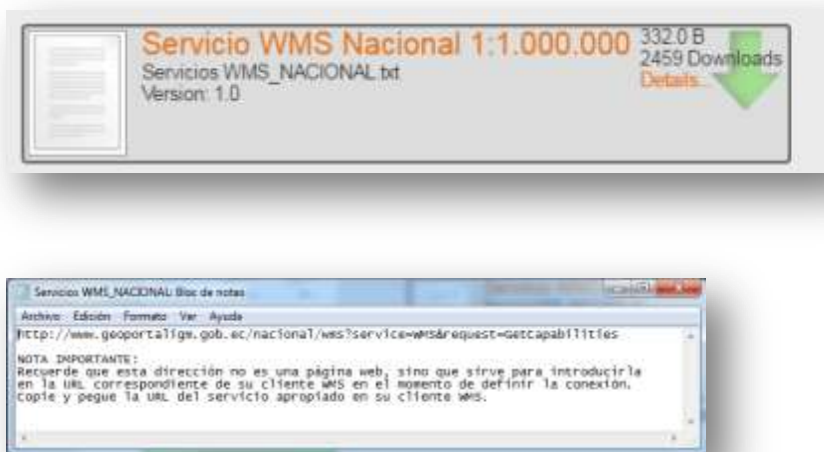 Servicio WMS Nacional 1:1.000.000
332.0 B
Servicios WMS_NACIONAL.txt
2459 Downloads
Version: 1.0
Details...
Servicios WMS_NACIONAL: Bloc de notas
Archivo Edición Formato Ver Ayuda
http://www.geoportaligm.gob.ec/nacional/wms?service=WMS&request=GetCapabilities
NOTA IMPORTANTE:
Recuerde que esta dirección no es una página web, sino que sirve para introducirla
en la URL correspondiente de su cliente WMS en el momento de definir la conexión.
Copie y pegue la URL del servicio apropiado en su cliente WMS.